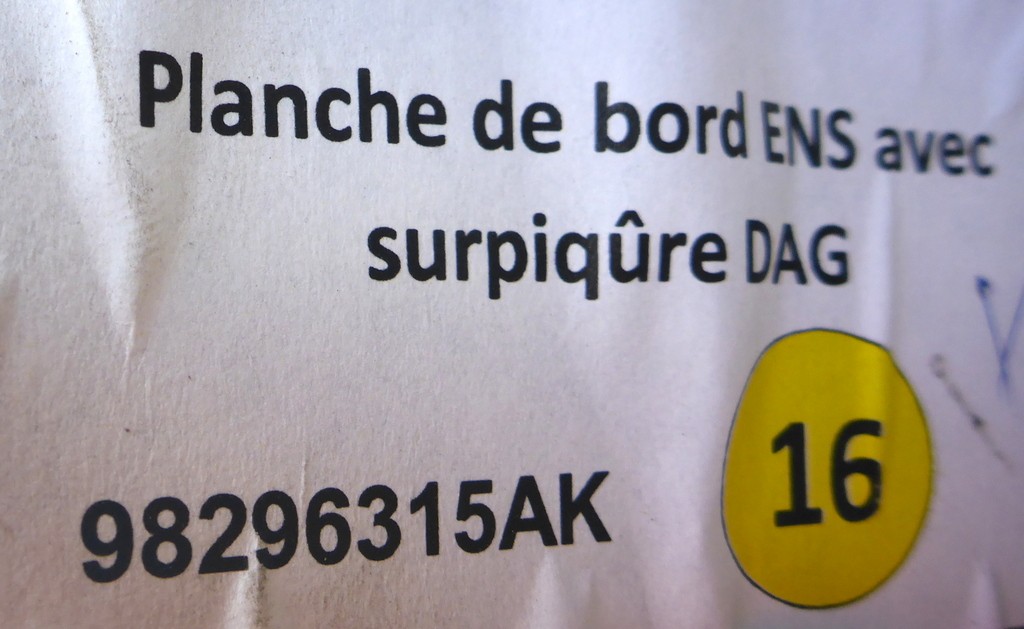 Planche de bord ENS avec
surpiqûre DAG
16
98296315AK